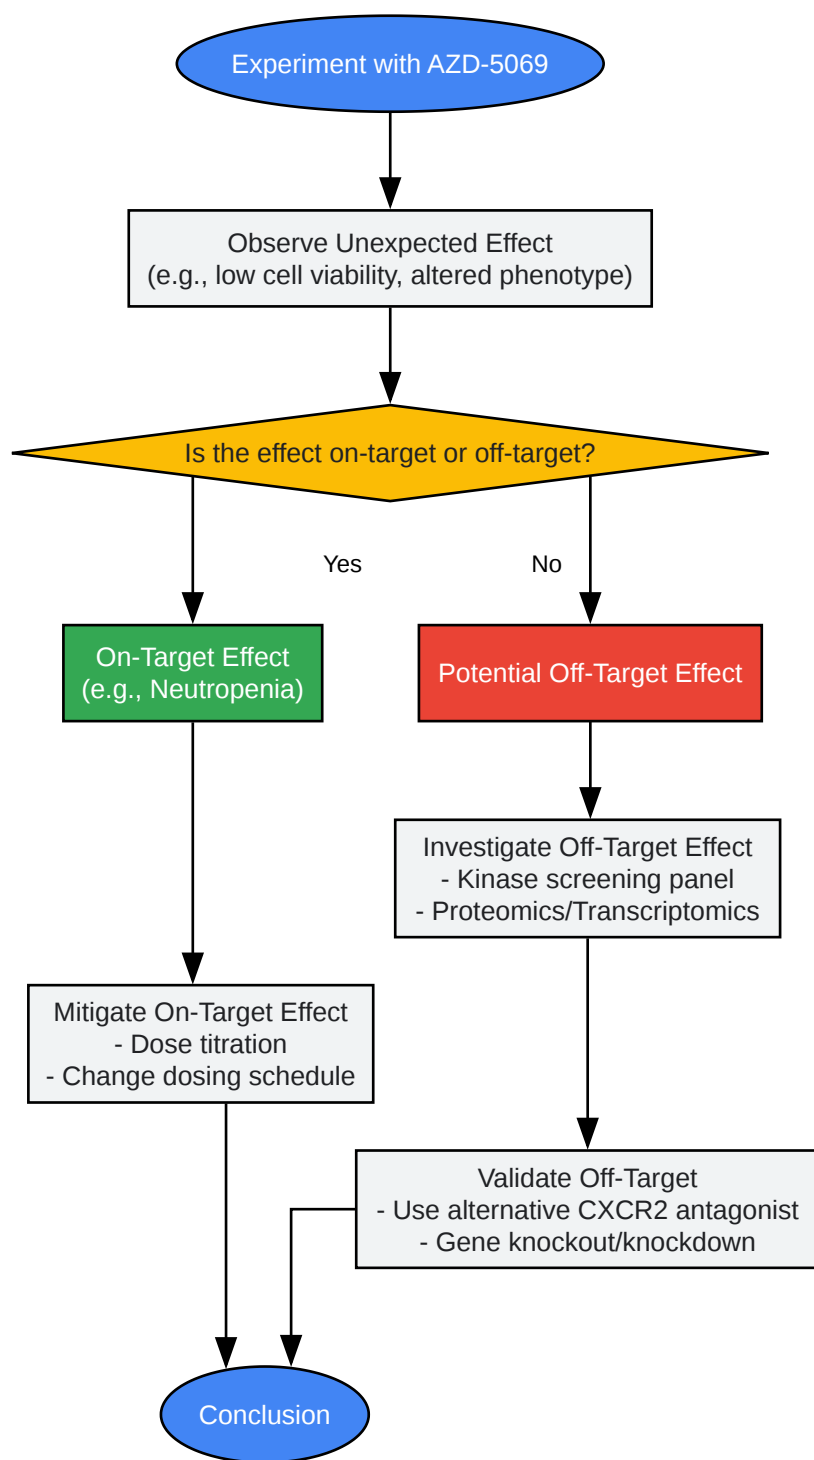 Experiment with AZD-5069
Observe Unexpected Effect
(e.g., low cell viability, altered phenotype)
Is the effect on-target or off-target?
Yes
No
On-Target Effect
(e.g., Neutropenia)
Potential Off-Target Effect
Investigate Off-Target Effect
- Kinase screening panel
- Proteomics/Transcriptomics
Mitigate On-Target Effect
- Dose titration
- Change dosing schedule
Validate Off-Target
- Use alternative CXCR2 antagonist
- Gene knockout/knockdown
Conclusion